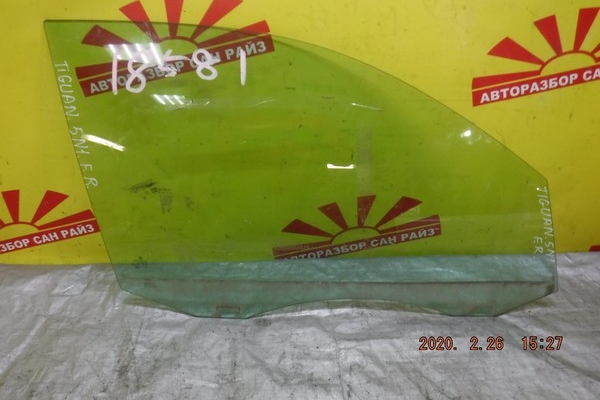 АВТОРАЗБОР САН РАЙЗ
АВТОРАЗБОР САН РАЙЗ
18581
TIGUAN 5N1 F.R
TIGUAN 5N
F.R
САН РАЙЗ
АВТОРАЗБОР САН РАЙЗ
2020. 2.26 15:27